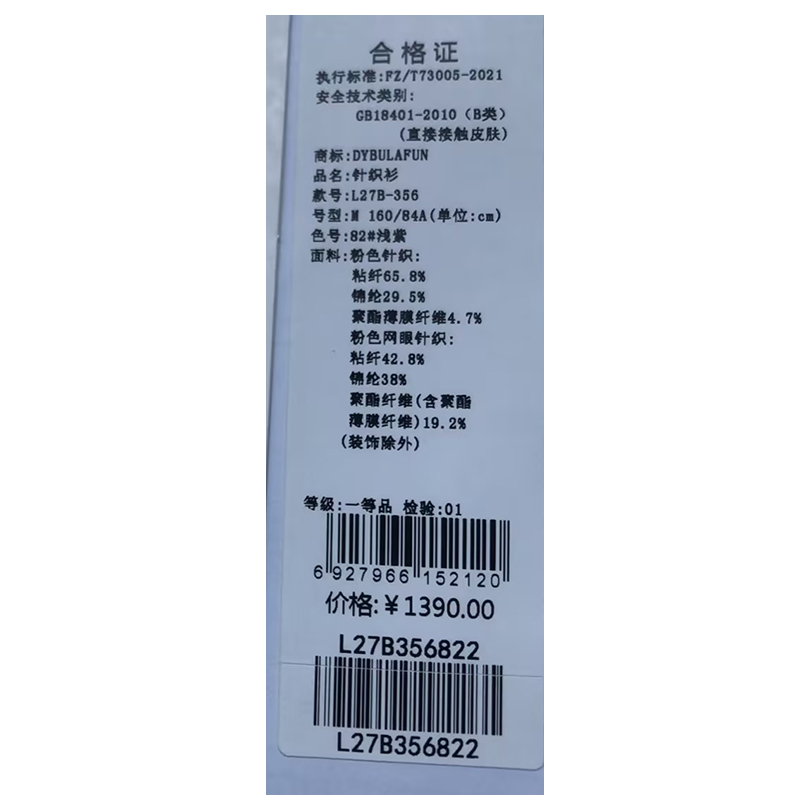 合格证
执行标准:FZ/T73005-2021
安全技术类别:
GB18401-2010（B类）
(直接接触皮肤)
商标:DYBULAFUN
品名:针织衫
款号:L27B-356
号型:M 160/84A(单位:cm)
色号:82#浅紫
面料:粉色针织:
粘纤65.8%
锦纶29.5%
聚酯薄膜纤维4.7%
粉色网眼针织:
粘纤42.8%
锦纶38%
聚酯纤维(含聚酯
薄膜纤维)19.2%
(装饰除外)
等级:一等品 检验:01
6 927966 152120
价格:￥1390.00
L27B356822
L27B356822